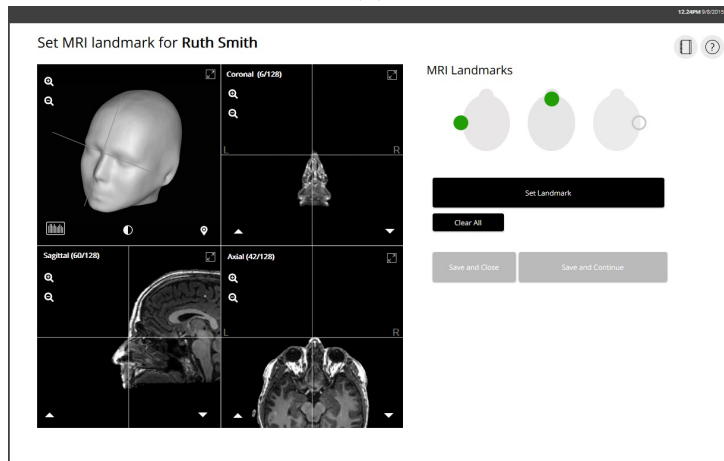 12.24PM 9/8/2015
Set MRI landmark for Ruth Smith
?
MRI Landmarks
Coronal (6/128)
L
R
Set Landmark
Clear All
Sagittal (60/128)
Axial (42/128)
L
R
Save and Close
Save and Continue